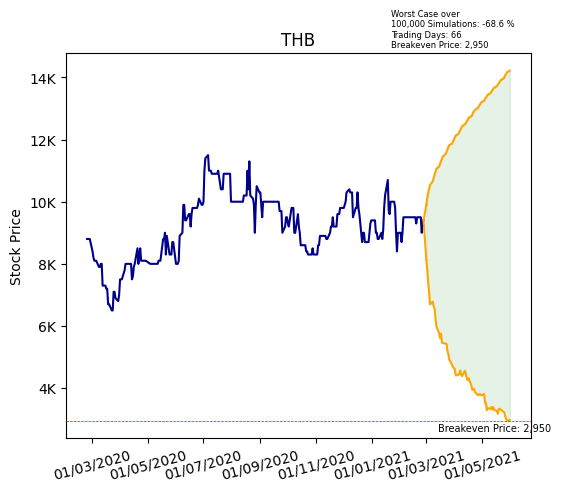 Worst Case over
100,000 Simulations: -68.6 %
Trading Days: 66
Breakeven Price: 2,950
THB
Stock Price
14K
12K
10K
8K
6K
4K
Breakeven Price: 2,950
01/03/2020 01/05/2020 01/07/2020 01/09/2020 01/11/2020 01/01/2021 01/03/2021 01/05/2021